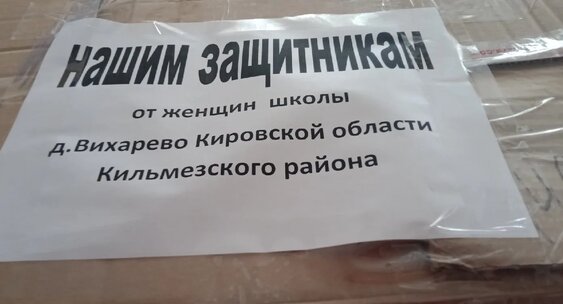 Нашим защитникам
от женщин школы
д.Вихарево Кировской области
Кильмезского района